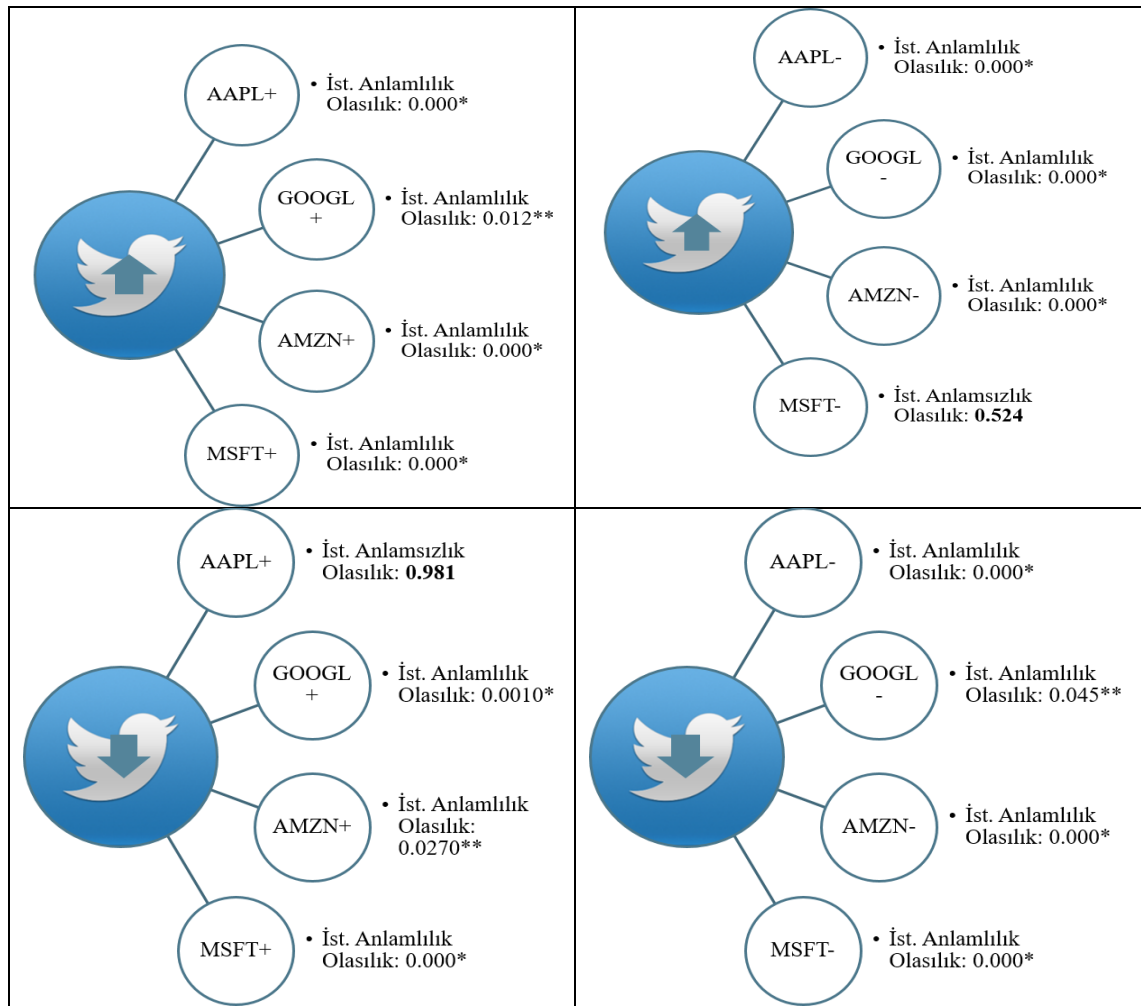 AAPL+
• İst. Anlamlılık
Olasılık: 0.000*
GOOGL
+
• İst. Anlamlılık
Olasılık: 0.012**
AMZN+
• İst. Anlamlılık
Olasılık: 0.000*
MSFT+
• İst. Anlamlılık
Olasılık: 0.000*
AAPL-
• İst. Anlamlılık
Olasılık: 0.000*
GOOGL
-
• İst. Anlamlılık
Olasılık: 0.000*
AMZN-
• İst. Anlamlılık
Olasılık: 0.000*
MSFT-
• İst. Anlamsızlık
Olasılık: 0.524
AAPL+
• İst. Anlamsızlık
Olasılık: 0.981
GOOGL
+
• İst. Anlamlılık
Olasılık: 0.0010*
AMZN+
• İst. Anlamlılık
Olasılık:
0.0270**
MSFT+
• İst. Anlamlılık
Olasılık: 0.000*
AAPL-
• İst. Anlamlılık
Olasılık: 0.000*
GOOGL
-
• İst. Anlamlılık
Olasılık: 0.045**
AMZN-
• İst. Anlamlılık
Olasılık: 0.000*
MSFT-
• İst. Anlamlılık
Olasılık: 0.000*